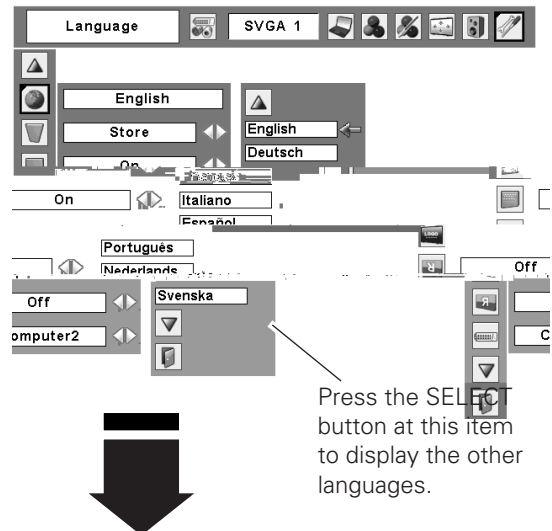 Language
SVGA 1
English
Store
English
Deutsch
On
Italiano
Español
Português
Nederlands
Off
Off
Svenska
omputer2
C
Press the SELECT
button at this item
to display the other
languages.